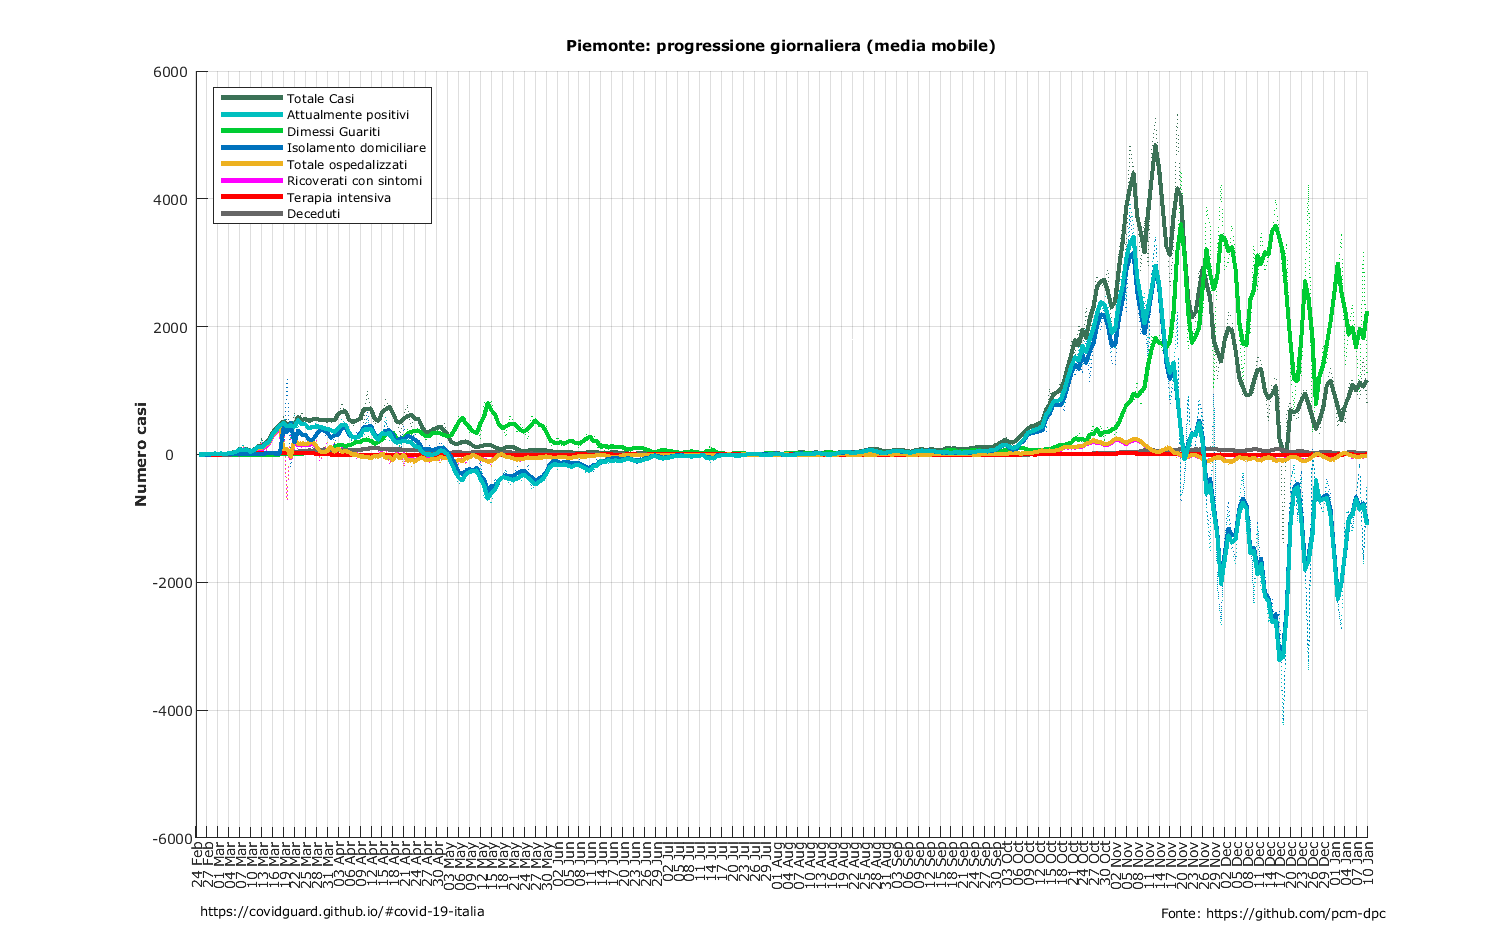 Piemonte: progressione giornaliera (media mobile)
6000
4000
2000
0
-2000
-4000
-6000
Numero casi
Totale Casi
Attualmente positivi
Dimessi Guariti
Isolamento domiciliare
Totale ospedalizzati
Ricoverati con sintomi
Terapia intensiva
Deceduti
24 Feb
27 Feb
01 Mar
04 Mar
07 Mar
10 Mar
13 Mar
16 Mar
19 Mar
22 Mar
25 Mar
28 Mar
31 Mar
03 Apr
06 Apr
09 Apr
12 Apr
15 Apr
18 Apr
21 Apr
24 Apr
27 Apr
30 Apr
03 May
06 May
09 May
12 May
15 May
18 May
21 May
24 May
27 May
30 May
02 Jun
05 Jun
08 Jun
11 Jun
14 Jun
17 Jun
20 Jun
23 Jun
26 Jun
29 Jun
02 Jul
05 Jul
08 Jul
11 Jul
14 Jul
17 Jul
20 Jul
23 Jul
26 Jul
29 Jul
01 Aug
04 Aug
07 Aug
10 Aug
13 Aug
16 Aug
19 Aug
22 Aug
25 Aug
28 Aug
31 Aug
03 Sep
06 Sep
09 Sep
12 Sep
15 Sep
18 Sep
21 Sep
24 Sep
27 Sep
30 Sep
03 Oct
06 Oct
09 Oct
12 Oct
15 Oct
18 Oct
21 Oct
24 Oct
27 Oct
30 Oct
02 Nov
05 Nov
08 Nov
11 Nov
14 Nov
17 Nov
20 Nov
23 Nov
26 Nov
29 Nov
02 Dec
05 Dec
08 Dec
11 Dec
14 Dec
17 Dec
20 Dec
23 Dec
26 Dec
29 Dec
01 Jan
04 Jan
07 Jan
10 Jan
https://covidguard.github.io/#covid-19-italia
Fonte: https://github.com/pcm-dpc